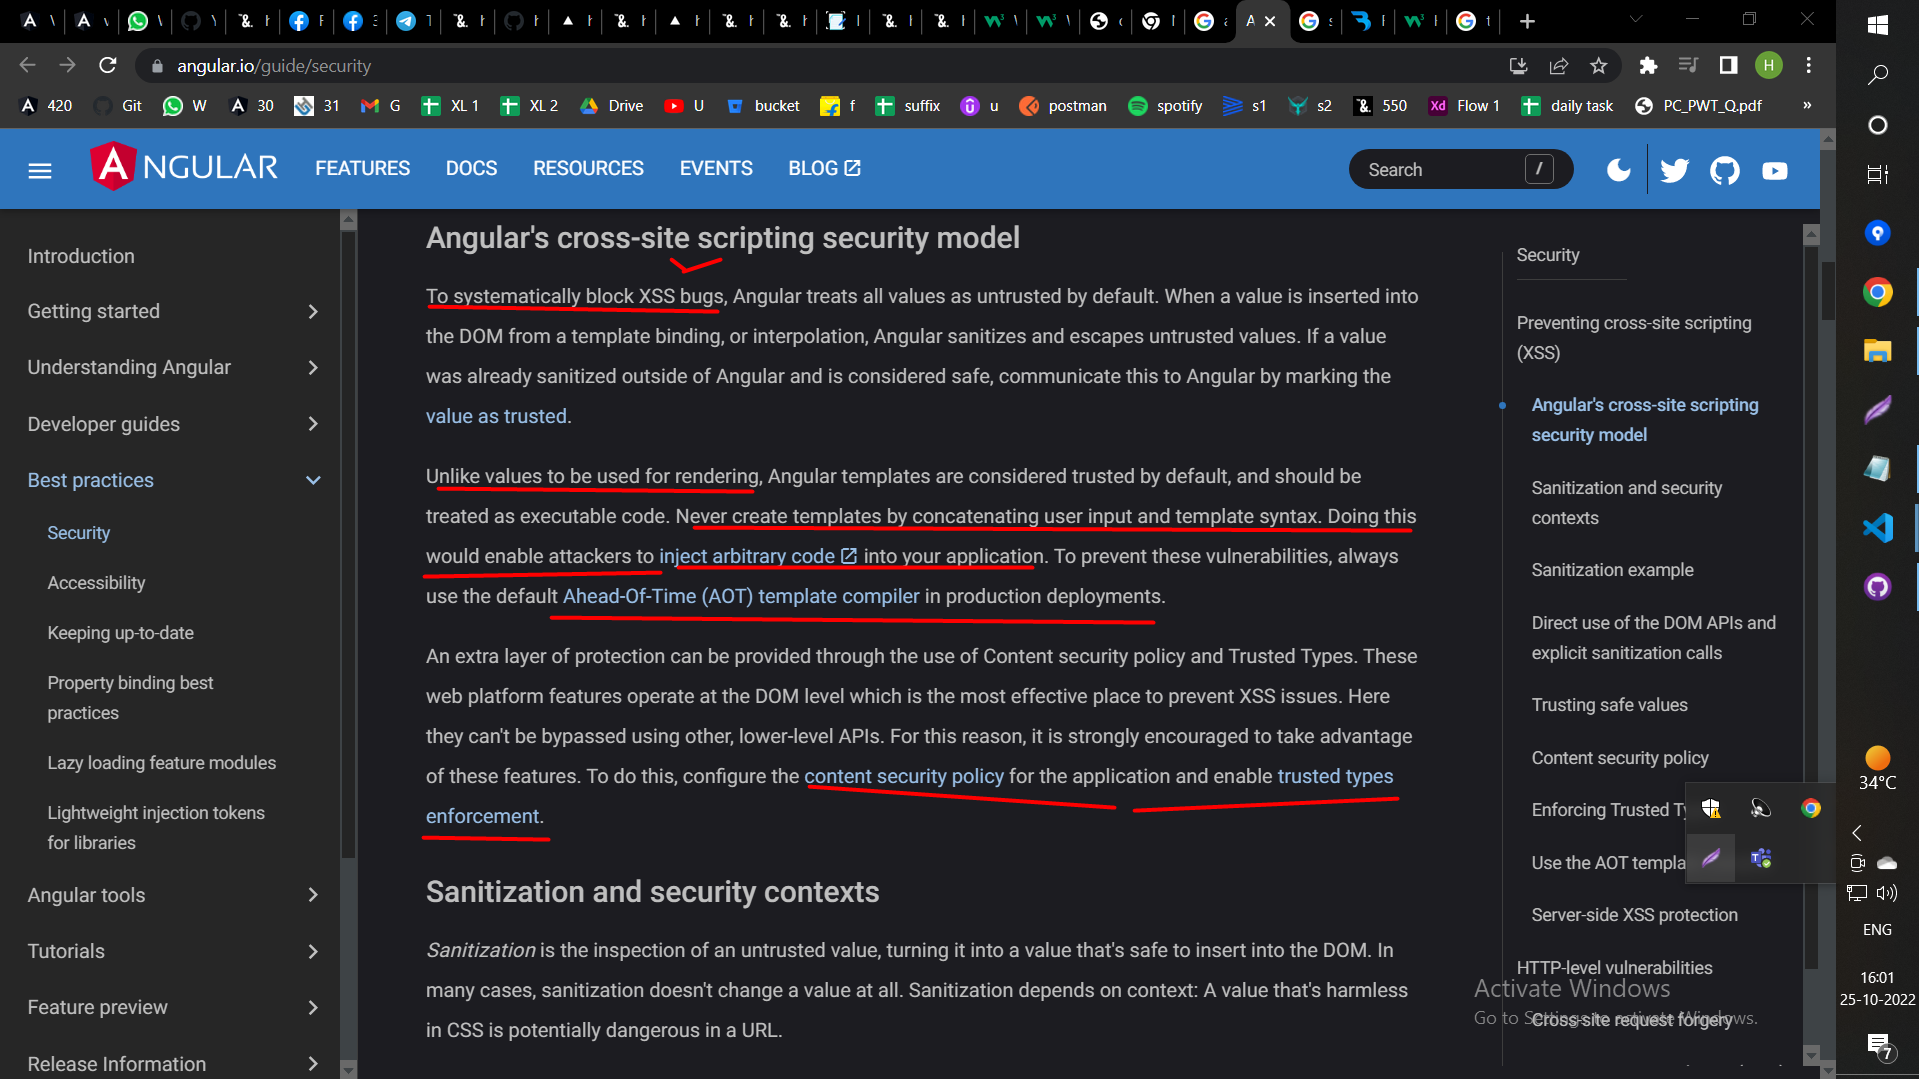 angular.io/guide/security
H
420
Git
W
30
31
G
XL 1
XL 2
Drive
U
bucket
f
suffix
u
postman
spotify
s1
s2
550
Flow 1
daily task
PC_PWT_Q.pdf
»
ANGULAR
FEATURES
DOCS
RESOURCES
EVENTS
BLOG
Search
/
Introduction
Getting started
Understanding Angular
Developer guides
Best practices
Security
Accessibility
Keeping up-to-date
Property binding best
practices
Lazy loading feature modules
Lightweight injection tokens
for libraries
Angular tools
Tutorials
Feature preview
Release Information
Angular's cross-site scripting security model
To systematically block XSS bugs, Angular treats all values as untrusted by default. When a value is inserted into
the DOM from a template binding, or interpolation, Angular sanitizes and escapes untrusted values. If a value
was already sanitized outside of Angular and is considered safe, communicate this to Angular by marking the
value as trusted.
Unlike values to be used for rendering, Angular templates are considered trusted by default, and should be
treated as executable code. Never create templates by concatenating user input and template syntax. Doing this
would enable attackers to inject arbitrary code into your application. To prevent these vulnerabilities, always
use the default Ahead-Of-Time (AOT) template compiler in production deployments.
An extra layer of protection can be provided through the use of Content security policy and Trusted Types. These
web platform features operate at the DOM level which is the most effective place to prevent XSS issues. Here
they can't be bypassed using other, lower-level APIs. For this reason, it is strongly encouraged to take advantage
of these features. To do this, configure the content security policy for the application and enable trusted types
enforcement.
Sanitization and security contexts
Sanitization is the inspection of an untrusted value, turning it into a value that's safe to insert into the DOM. In
many cases, sanitization doesn't change a value at all. Sanitization depends on context: A value that's harmless
in CSS is potentially dangerous in a URL.
Security
Preventing cross-site scripting
(XSS)
Angular's cross-site scripting
security model
Sanitization and security
contexts
Sanitization example
Direct use of the DOM APIs and
explicit sanitization calls
Trusting safe values
Content security policy
Enforcing Trusted Ty
Use the AOT templa
Server-side XSS protection
HTTP-level vulnerabilities
Cross-site request forgery
Activate Windows
Go to Settings to activate Windows.
34°C
ENG
16:01
25-10-2022
7